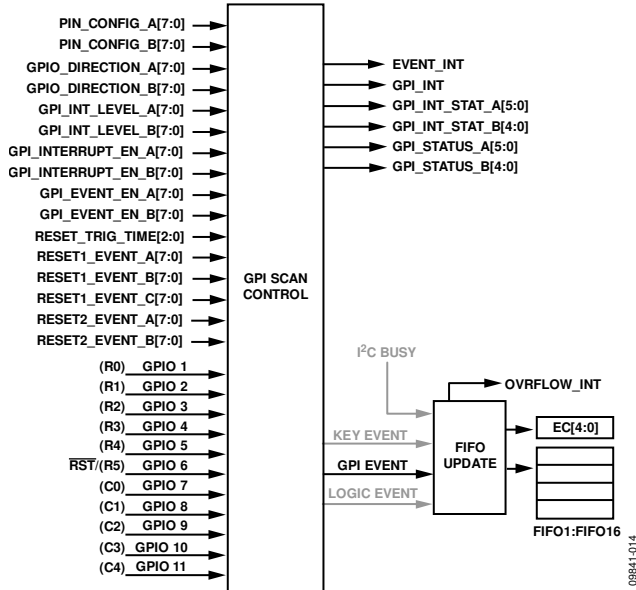 PIN_CONFIG_A[7:0]
PIN_CONFIG_B[7:0]
GPIO_DIRECTION_A[7:0]
GPIO_DIRECTION_B[7:0]
GPI_INT_LEVEL_A[7:0]
GPI_INT_LEVEL_B[7:0]
GPI_INTERRUPT_EN_A[7:0]
GPI_INTERRUPT_EN_B[7:0]
GPI_EVENT_EN_A[7:0]
GPI_EVENT_EN_B[7:0]
RESET_TRIG_TIME[2:0]
RESET1_EVENT_A[7:0]
RESET1_EVENT_B[7:0]
RESET1_EVENT_C[7:0]
RESET2_EVENT_A[7:0]
RESET2_EVENT_B[7:0]
(R0) GPIO 1
(R1) GPIO 2
(R2) GPIO 3
(R3) GPIO 4
(R4) GPIO 5
RST/(R5) GPIO 6
(C0) GPIO 7
(C1) GPIO 8
(C2) GPIO 9
(C3) GPIO 10
(C4) GPIO 11
GPI SCAN
CONTROL
EVENT_INT
GPI_INT
GPI_INT_STAT_A[5:0]
GPI_INT_STAT_B[4:0]
GPI_STATUS_A[5:0]
GPI_STATUS_B[4:0]
I2C BUSY
KEY EVENT
GPI EVENT
LOGIC EVENT
FIFO
UPDATE
OVRFLOW_INT
EC[4:0]
FIFO1:FIFO16
09841-014